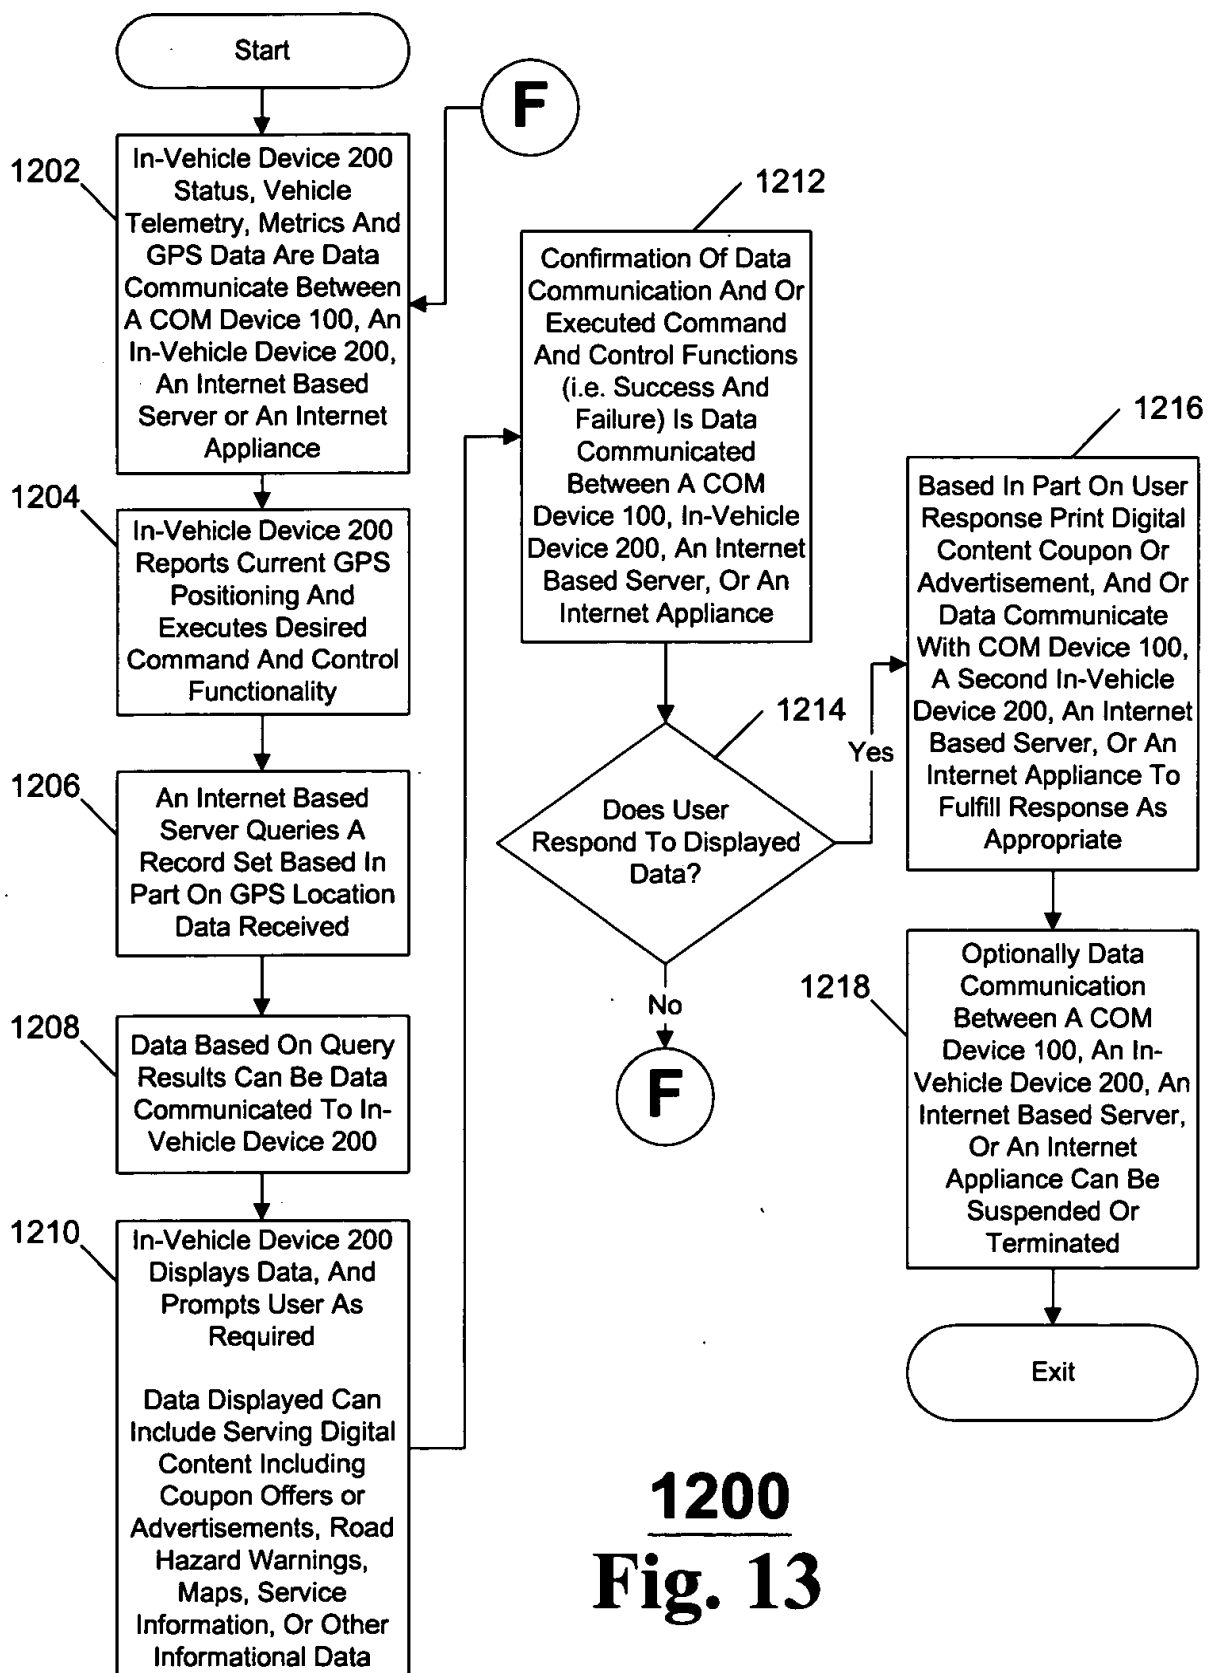 Start
F
1202
In-Vehicle Device 200
Status, Vehicle
Telemetry, Metrics And
GPS Data Are Data
Communicate Between
A COM Device 100, An
In-Vehicle Device 200,
An Internet Based
Server or An Internet
Appliance
1204
In-Vehicle Device 200
Reports Current GPS
Positioning And
Executes Desired
Command And Control
Functionality
1206
An Internet Based
Server Queries A
Record Set Based In
Part On GPS Location
Data Received
1208
Data Based On Query
Results Can Be Data
Communicated To In-
Vehicle Device 200
1210
In-Vehicle Device 200
Displays Data, And
Prompts User As
Required
Data Displayed Can
Include Serving Digital
Content Including
Coupon Offers or
Advertisements, Road
Hazard Warnings,
Maps, Service
Information, Or Other
Informational Data
1212
Confirmation Of Data
Communication And Or
Executed Command
And Control Functions
(i.e. Success And
Failure) Is Data
Communicated
Between A COM
Device 100, In-Vehicle
Device 200, An Internet
Based Server, Or An
Internet Appliance
1214
Does User
Respond To Displayed
Data?
Yes
No
F
1216
Based In Part On User
Response Print Digital
Content Coupon Or
Advertisement, And Or
Data Communicate
With COM Device 100,
A Second In-Vehicle
Device 200, An Internet
Based Server, Or An
Internet Appliance To
Fulfill Response As
Appropriate
1218
Optionally Data
Communication
Between A COM
Device 100, An In-
Vehicle Device 200, An
Internet Based Server,
Or An Internet
Appliance Can Be
Suspended Or
Terminated
Exit
1200
Fig. 13